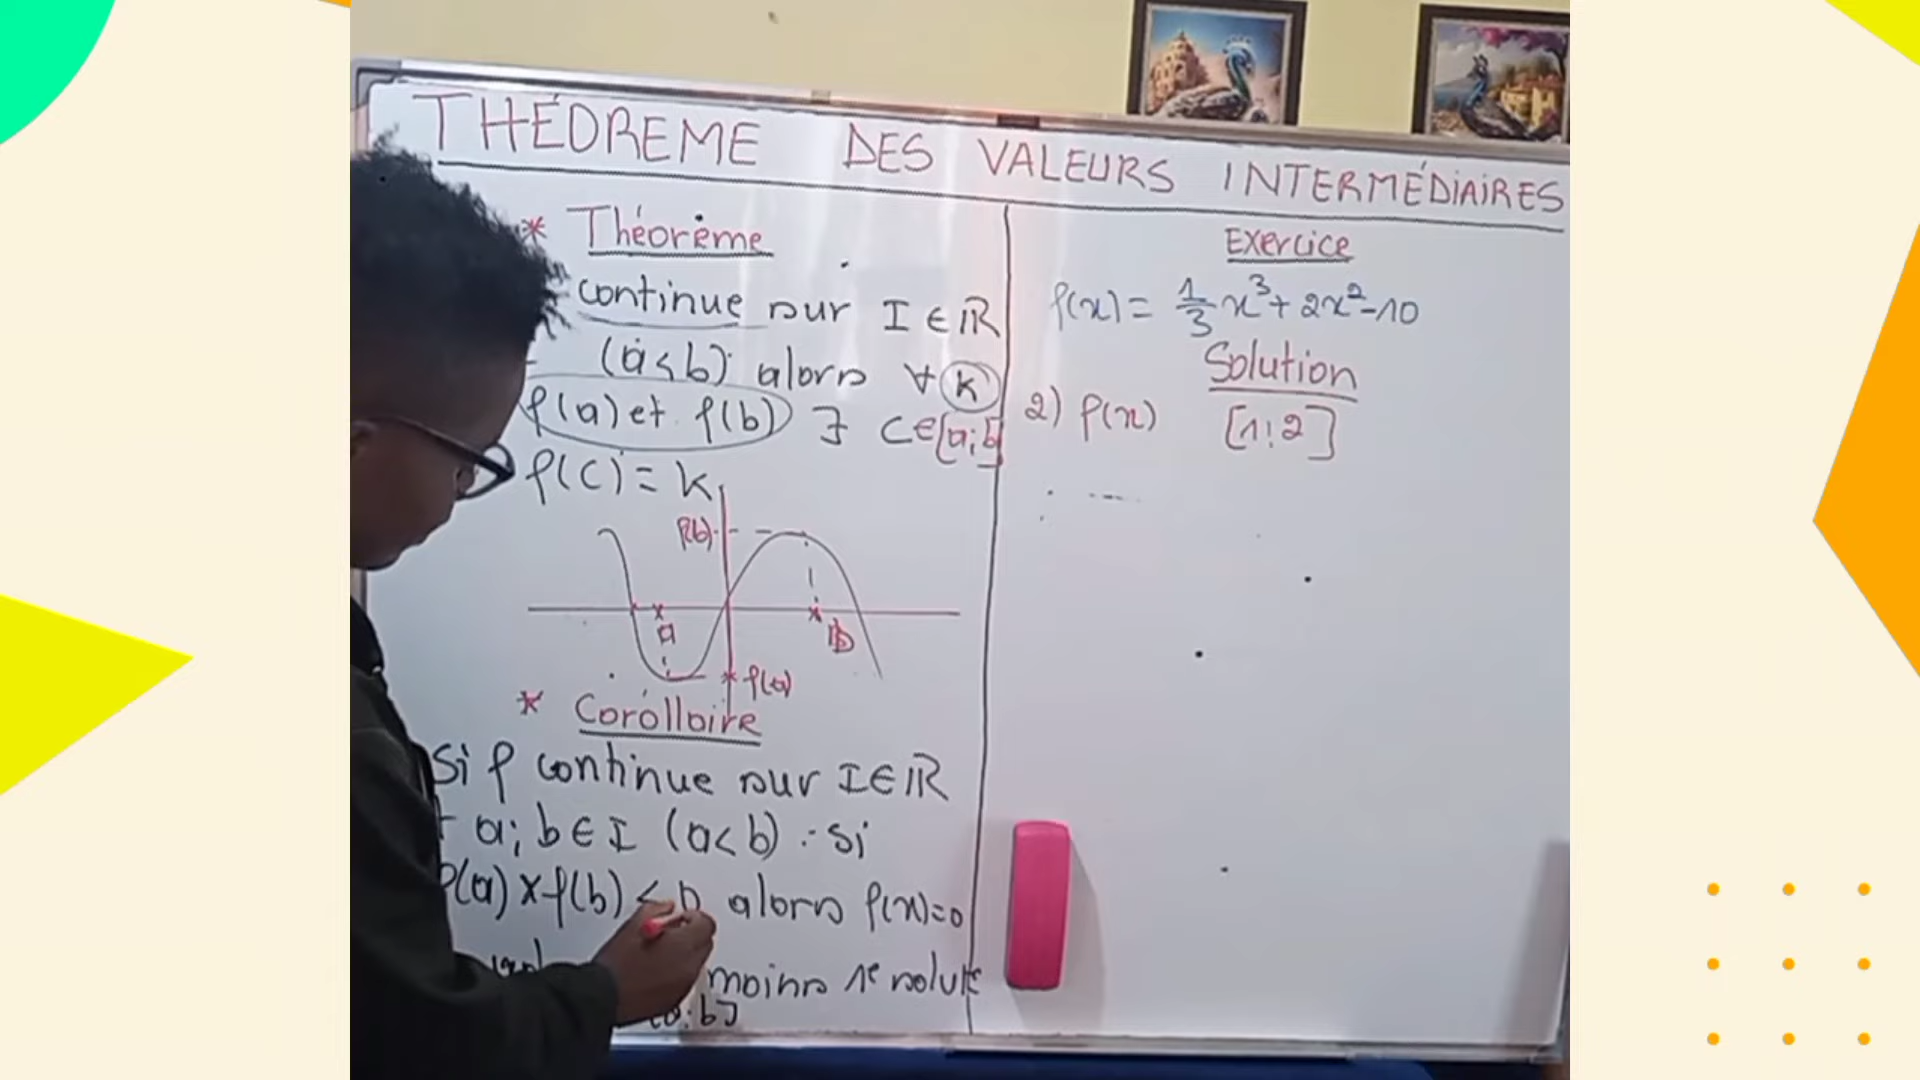 THÉOREME DES VALEURS INTERMÉDIAIRES
* Théorème
continue sur I ∈ ℝ
(a<b) alors ∀ k
f(a) et f(b) ∃ C∈[a;b]
f(C) = k
f(b)
a
b
f(a)
* Corollaire
Si f continue sur I∈ℝ
a; b ∈ I (a<b) : si
f(a) x f(b) < 0 alors f(x)=0
moins 1e solut°
b]
Exercice
f(x) = 1/3 x³ + 2x² - 10
Solution
2) f(x) [1;2]